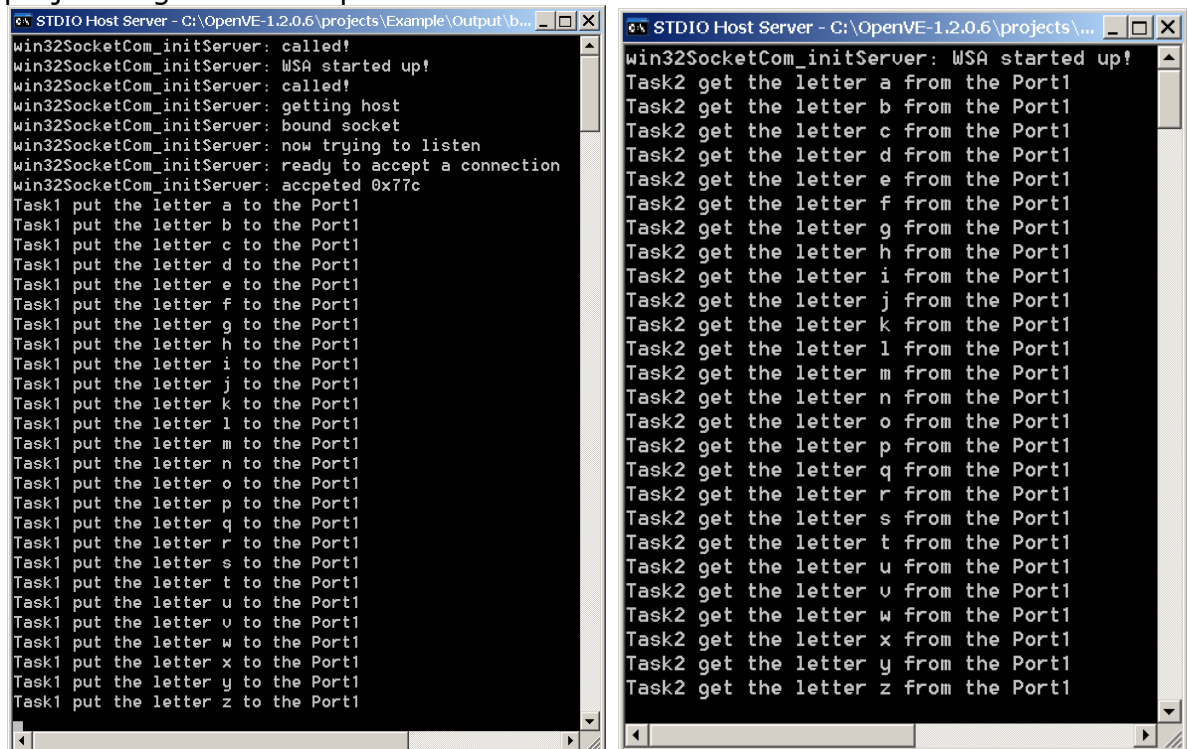 STDIO Host Server - C:\OpenVE-1.2.0.6\projects\Example\Output\b...
win32SocketCom_initServer: called!
win32SocketCom_initServer: WSA started up!
win32SocketCom_initServer: called!
win32SocketCom_initServer: getting host
win32SocketCom_initServer: bound socket
win32SocketCom_initServer: now trying to listen
win32SocketCom_initServer: ready to accept a connection
win32SocketCom_initServer: accpeted 0x77c
Task1 put the letter a to the Port1
Task1 put the letter b to the Port1
Task1 put the letter c to the Port1
Task1 put the letter d to the Port1
Task1 put the letter e to the Port1
Task1 put the letter f to the Port1
Task1 put the letter g to the Port1
Task1 put the letter h to the Port1
Task1 put the letter i to the Port1
Task1 put the letter j to the Port1
Task1 put the letter k to the Port1
Task1 put the letter l to the Port1
Task1 put the letter m to the Port1
Task1 put the letter n to the Port1
Task1 put the letter o to the Port1
Task1 put the letter p to the Port1
Task1 put the letter q to the Port1
Task1 put the letter r to the Port1
Task1 put the letter s to the Port1
Task1 put the letter t to the Port1
Task1 put the letter u to the Port1
Task1 put the letter v to the Port1
Task1 put the letter w to the Port1
Task1 put the letter x to the Port1
Task1 put the letter y to the Port1
Task1 put the letter z to the Port1
STDIO Host Server - C:\OpenVE-1.2.0.6\projects\...
win32SocketCom_initServer: WSA started up!
Task2 get the letter a from the Port1
Task2 get the letter b from the Port1
Task2 get the letter c from the Port1
Task2 get the letter d from the Port1
Task2 get the letter e from the Port1
Task2 get the letter f from the Port1
Task2 get the letter g from the Port1
Task2 get the letter h from the Port1
Task2 get the letter i from the Port1
Task2 get the letter j from the Port1
Task2 get the letter k from the Port1
Task2 get the letter l from the Port1
Task2 get the letter m from the Port1
Task2 get the letter n from the Port1
Task2 get the letter o from the Port1
Task2 get the letter p from the Port1
Task2 get the letter q from the Port1
Task2 get the letter r from the Port1
Task2 get the letter s from the Port1
Task2 get the letter t from the Port1
Task2 get the letter u from the Port1
Task2 get the letter v from the Port1
Task2 get the letter w from the Port1
Task2 get the letter x from the Port1
Task2 get the letter y from the Port1
Task2 get the letter z from the Port1